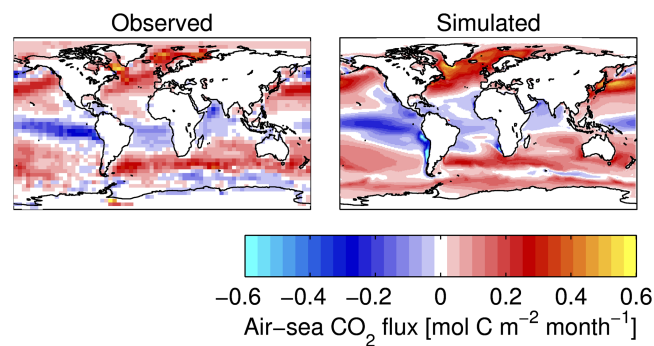 Observed
Simulated
−0.6 −0.4 −0.2 0 0.2 0.4 0.6
Air−sea CO₂ flux [mol C m⁻² month⁻¹]